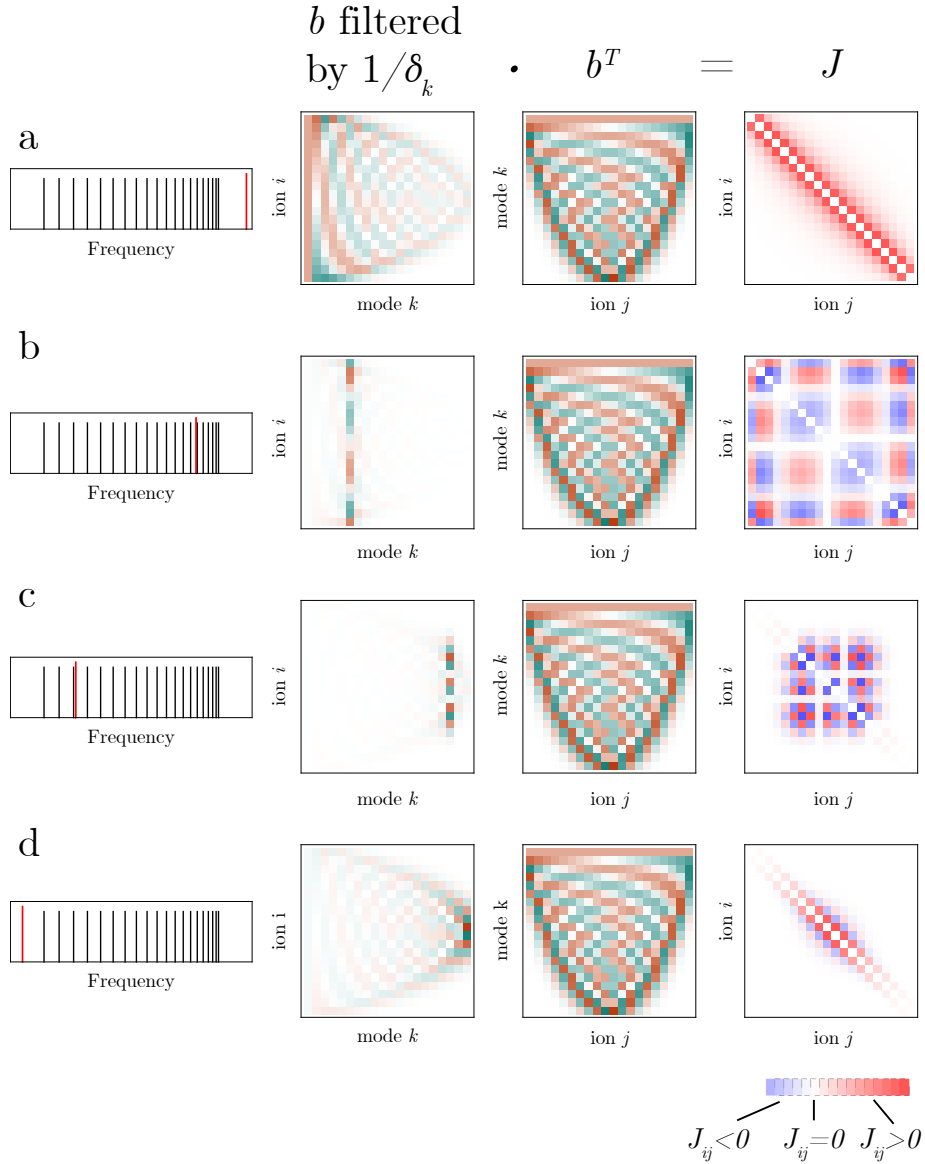 b filtered
by 1/δ_k · b^T = J
a
Frequency
ion i
mode k
mode k
ion j
ion i
ion j
b
Frequency
ion i
mode k
mode k
ion j
ion i
ion j
c
Frequency
ion i
mode k
mode k
ion j
ion i
ion j
d
Frequency
ion i
mode k
mode k
ion j
ion i
ion j
J_ij<0 J_ij=0 J_ij>0